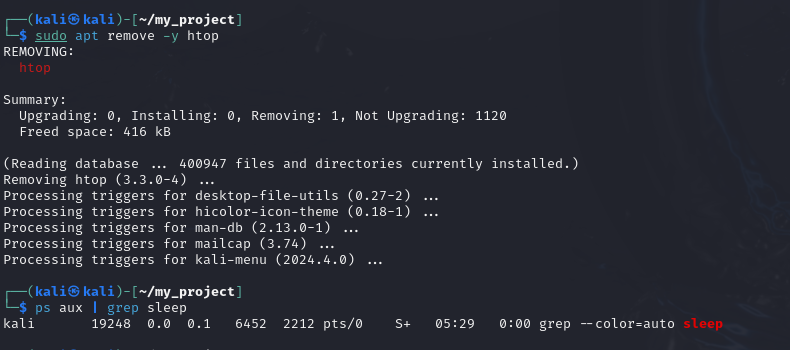 ┌──(kali㉿kali)-[~/my_project]
└─$ sudo apt remove -y htop
REMOVING:
  htop

Summary:
  Upgrading: 0, Installing: 0, Removing: 1, Not Upgrading: 1120
  Freed space: 416 kB

(Reading database ... 400947 files and directories currently installed.)
Removing htop (3.3.0-4) ...
Processing triggers for desktop-file-utils (0.27-2) ...
Processing triggers for hicolor-icon-theme (0.18-1) ...
Processing triggers for man-db (2.13.0-1) ...
Processing triggers for mailcap (3.74) ...
Processing triggers for kali-menu (2024.4.0) ...

┌──(kali㉿kali)-[~/my_project]
└─$ ps aux | grep sleep
kali       19248  0.0  0.1   6452  2212 pts/0    S+   05:29   0:00 grep --color=auto sleep